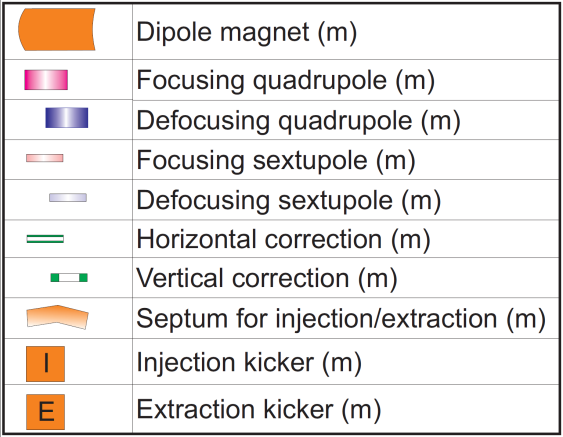 Dipole magnet (m)
Focusing quadrupole (m)
Defocusing quadrupole (m)
Focusing sextupole (m)
Defocusing sextupole (m)
Horizontal correction (m)
Vertical correction (m)
Septum for injection/extraction (m)
I Injection kicker (m)
E Extraction kicker (m)